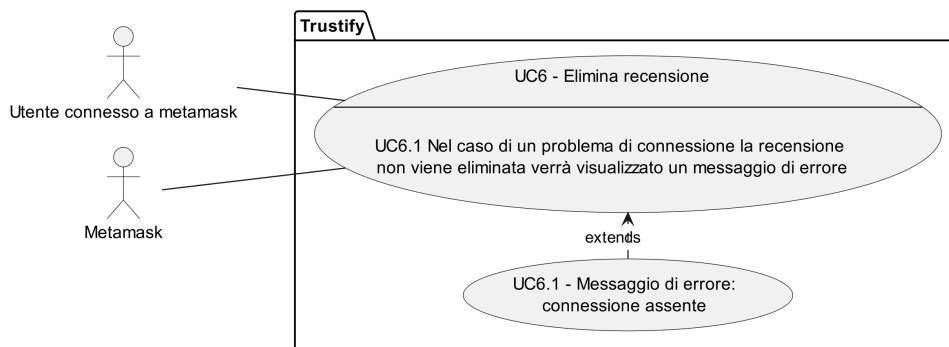 Trustify
UC6 - Elimina recensione
Utente connesso a metamask
UC6.1 Nel caso di un problema di connessione la recensione
non viene eliminata verrà visualizzato un messaggio di errore
Metamask
extends
UC6.1 - Messaggio di errore:
connessione assente